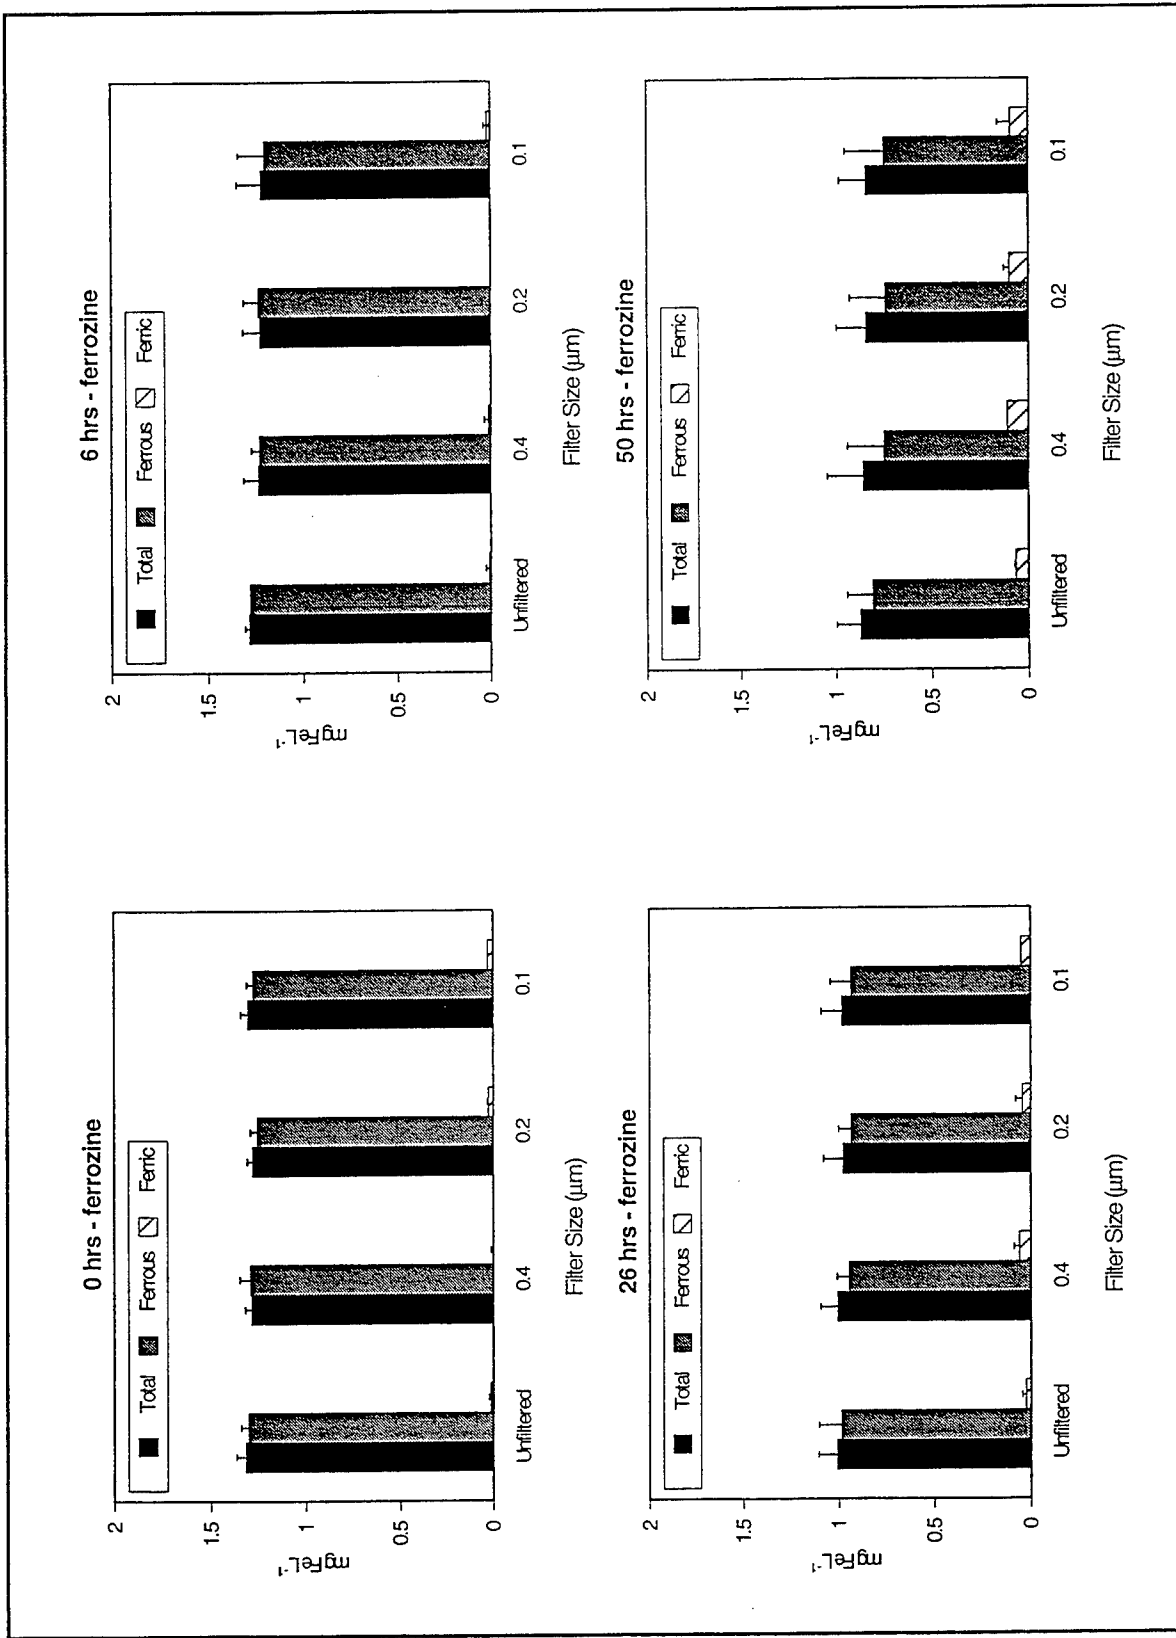 0 hrs - ferrozine
Total Ferrous Ferric
2
1.5
1
0.5
0
mgFeL-1
Unfiltered 0.4 0.2 0.1
Filter Size (µm)
6 hrs - ferrozine
Total Ferrous Ferric
2
1.5
1
0.5
0
mgFeL-1
Unfiltered 0.4 0.2 0.1
Filter Size (µm)
26 hrs - ferrozine
Total Ferrous Ferric
2
1.5
1
0.5
0
mgFeL-1
Unfiltered 0.4 0.2 0.1
Filter Size (µm)
50 hrs - ferrozine
Total Ferrous Ferric
2
1.5
1
0.5
0
mgFeL-1
Unfiltered 0.4 0.2 0.1
Filter Size (µm)